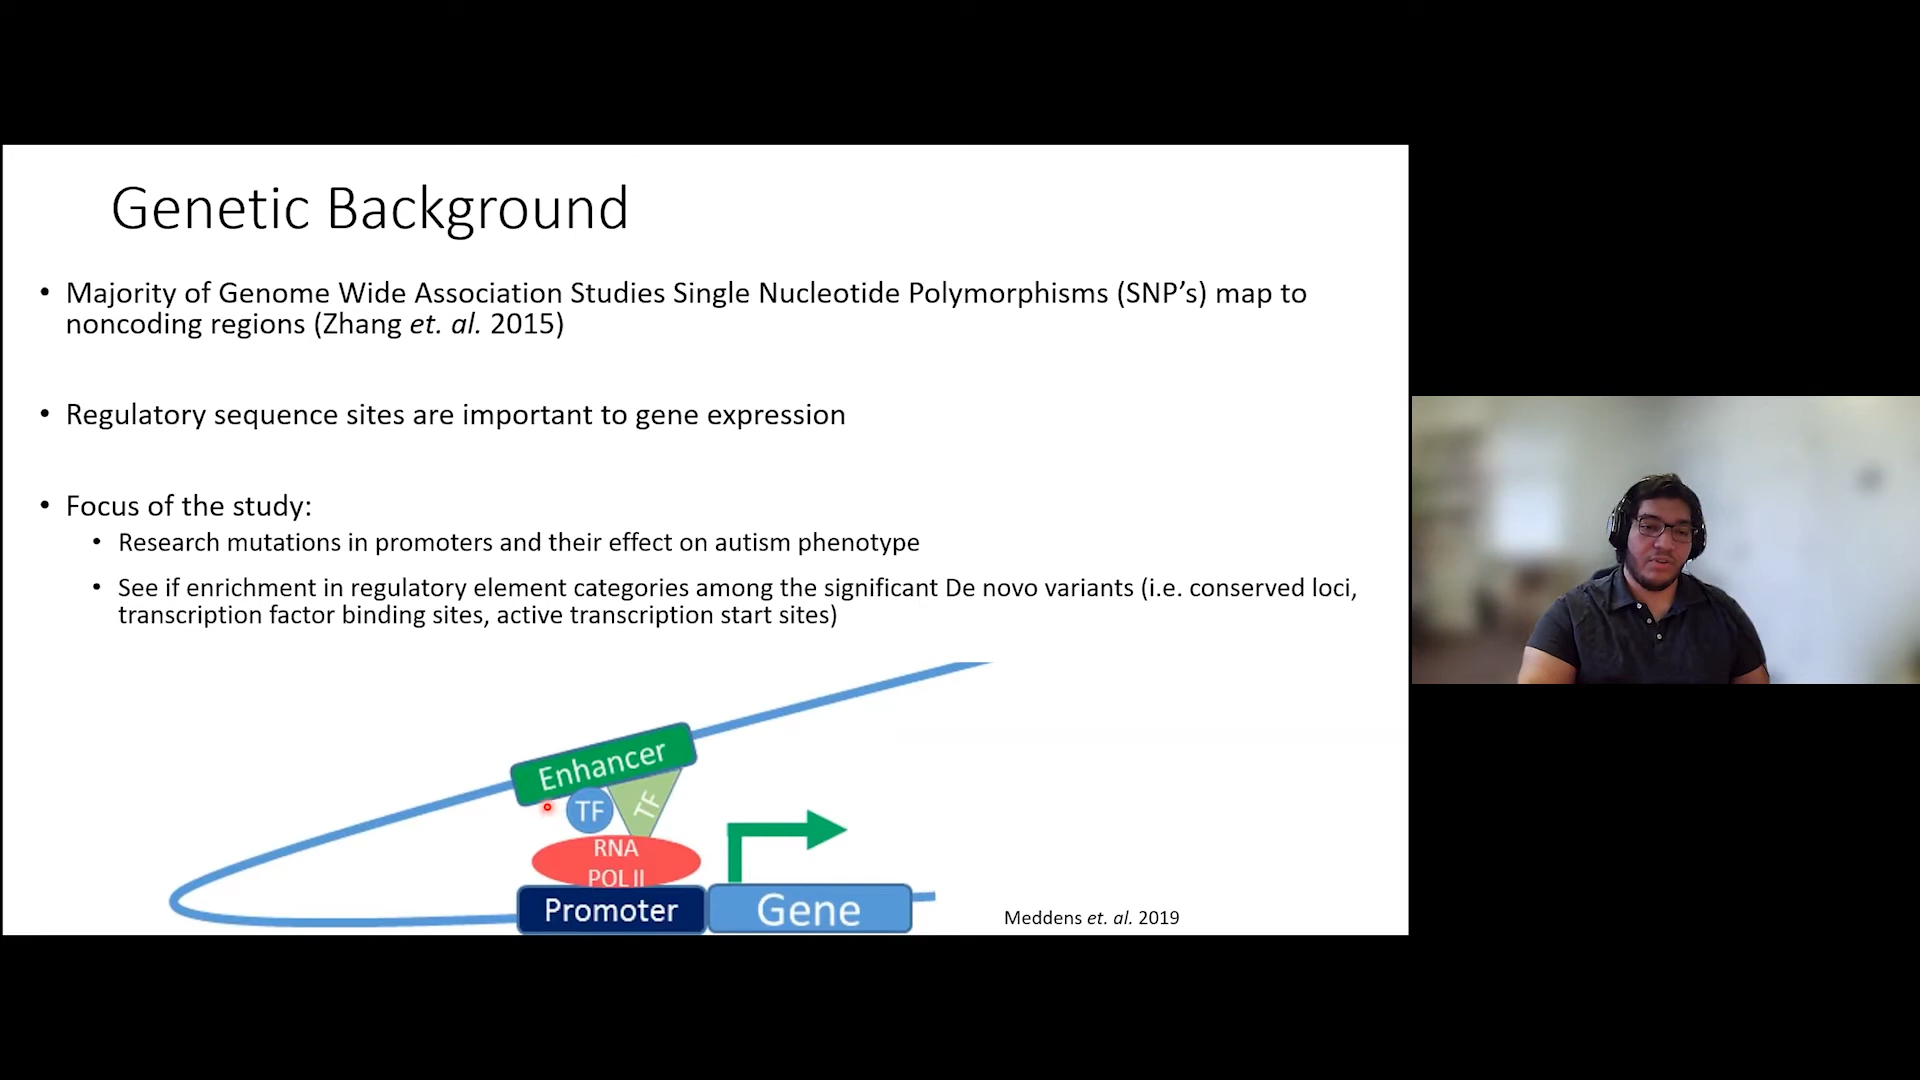 Genetic Background
• Majority of Genome Wide Association Studies Single Nucleotide Polymorphisms (SNP’s) map to
noncoding regions (Zhang et. al. 2015)
• Regulatory sequence sites are important to gene expression
• Focus of the study:
• Research mutations in promoters and their effect on autism phenotype
• See if enrichment in regulatory element categories among the significant De novo variants (i.e. conserved loci,
transcription factor binding sites, active transcription start sites)
Enhancer
TF
TF
RNA
POL II
Promoter
Gene
Meddens et. al. 2019